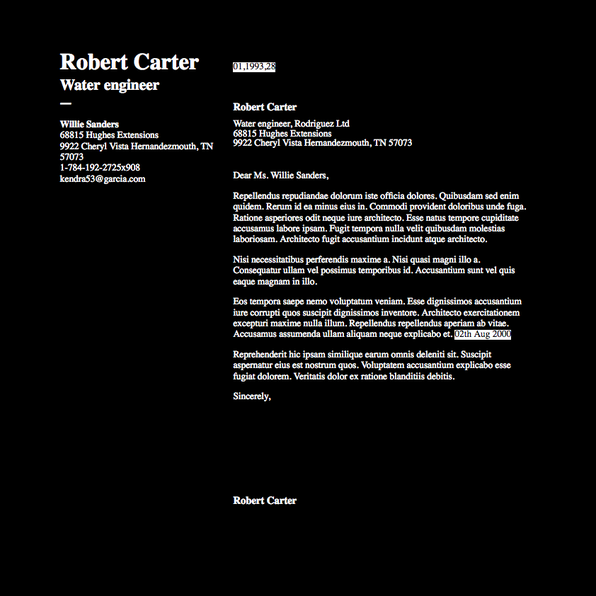 Robert Carter
Water engineer
Willie Sanders
68815 Hughes Extensions
9922 Cheryl Vista Hernandezmouth, TN
57073
1-784-192-2725x908
kendra53@garcia.com
01,1993,28
Robert Carter
Water engineer, Rodriguez Ltd
68815 Hughes Extensions
9922 Cheryl Vista Hernandezmouth, TN 57073
Dear Ms. Willie Sanders,
Repellendus repudiandae dolorum iste officia dolores. Quibusdam sed enim
quidem. Rerum id ea minus eius in. Commodi provident doloribus unde fuga.
Ratione asperiores odit neque iure architecto. Esse natus tempore cupiditate
accusamus labore ipsam. Fugit tempora nulla velit quibusdam molestias
laboriosam. Architecto fugit accusantium incidunt atque architecto.
Nisi necessitatibus perferendis maxime a. Nisi quasi magni illo a.
Consequatur ullam vel possimus temporibus id. Accusantium sunt vel quis
eaque magnam in illo.
Eos tempora saepe nemo voluptatum veniam. Esse dignissimos accusantium
iure corrupti quos suscipit dignissimos inventore. Architecto exercitationem
excepturi maxime nulla illum. Repellendus repellendus aperiam ab vitae.
Accusamus assumenda ullam aliquam neque explicabo et. 02th Aug 2000
Reprehenderit hic ipsam similique earum omnis deleniti sit. Suscipit
aspernatur eius est nostrum quos. Voluptatem accusantium explicabo esse
fugiat dolorem. Veritatis dolor ex ratione blanditiis debitis.
Sincerely,
Robert Carter